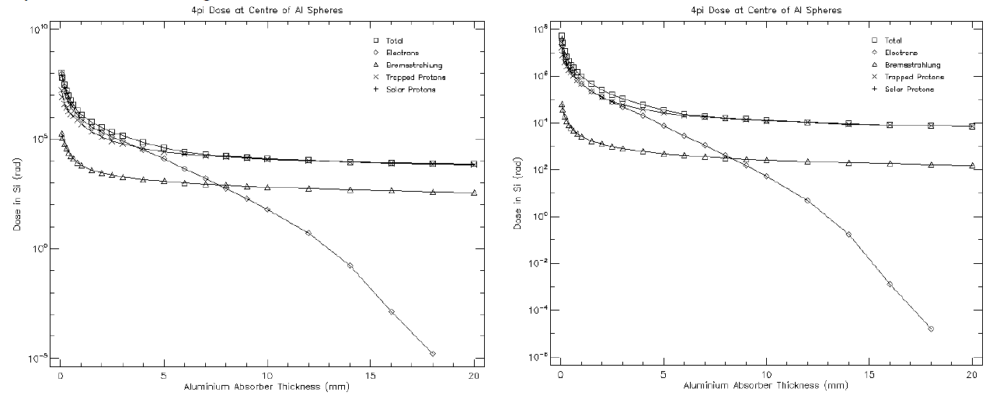 4pi Dose at Centre of Al Spheres
10^10
10^5
10^0
10^-5
Dose in Si (rad)
Total
Electrons
Bremsstrahlung
Trapped Protons
Solar Protons
0 5 10 15 20
Aluminium Absorber Thickness (mm)
4pi Dose at Centre of Al Spheres
10^8
10^6
10^4
10^2
10^0
10^-2
10^-4
10^-6
Dose in Si (rad)
Total
Electrons
Bremsstrahlung
Trapped Protons
Solar Protons
0 5 10 15 20
Aluminium Absorber Thickness (mm)